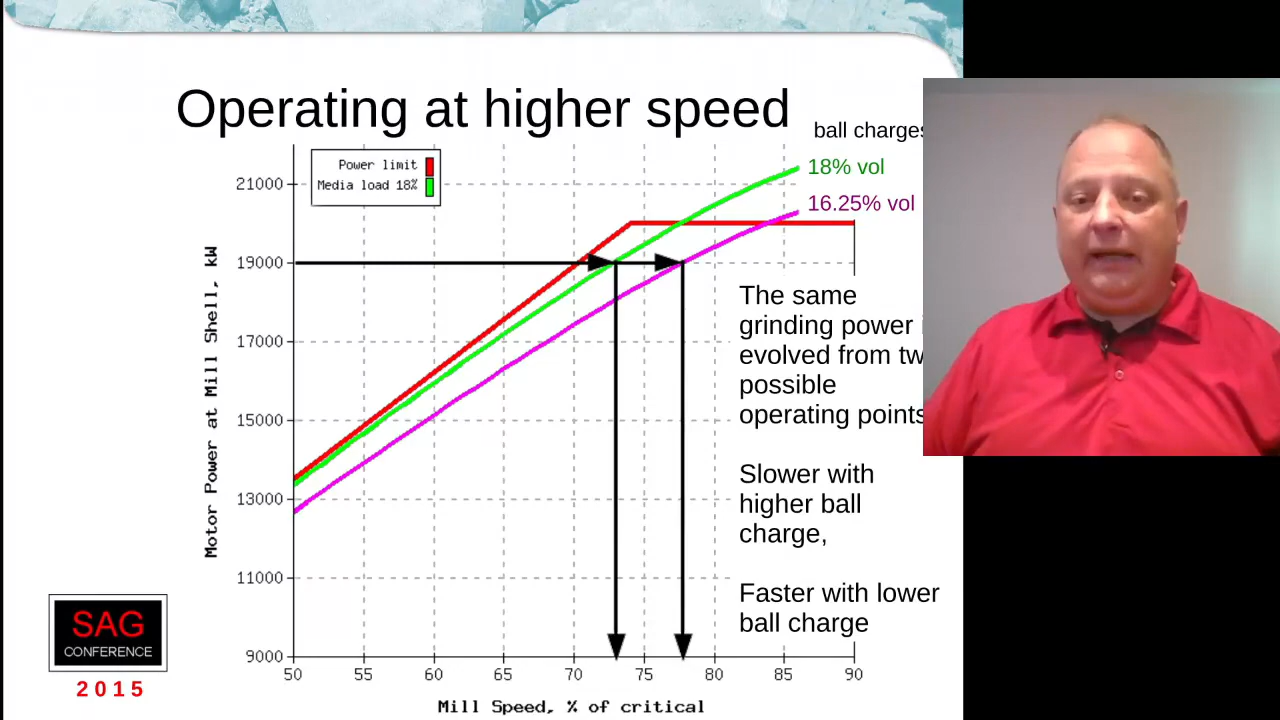 Operating at higher speed
ball charges
18% vol
16.25% vol
Power limit
Media load 18%
21000
19000
17000
15000
13000
11000
9000
Motor Power at Mill Shell, kW
50 55 60 65 70 75 80 85 90
Mill Speed, % of critical
The same
grinding power
evolved from
possible
operating points
Slower with
higher ball
charge,
Faster with lower
ball charge
SAG
CONFERENCE
2015